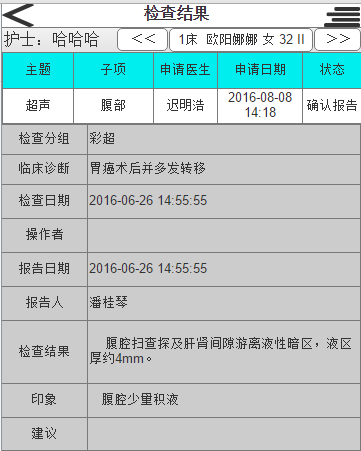 检查结果
护士：哈哈哈 << 1床 欧阳娜娜 女 32 II >>
主题 子项 申请医生 申请日期 状态
超声 腹部 迟明浩 2016-08-08 14:18 确认报告
检查分组 彩超
临床诊断 胃癌术后并多发转移
检查日期 2016-06-26 14:55:55
操作者
报告日期 2016-06-26 14:55:55
报告人 潘桂琴
检查结果 腹腔扫查探及肝肾间隙游离液性暗区，液区
厚约4mm。
印象 腹腔少量积液
建议